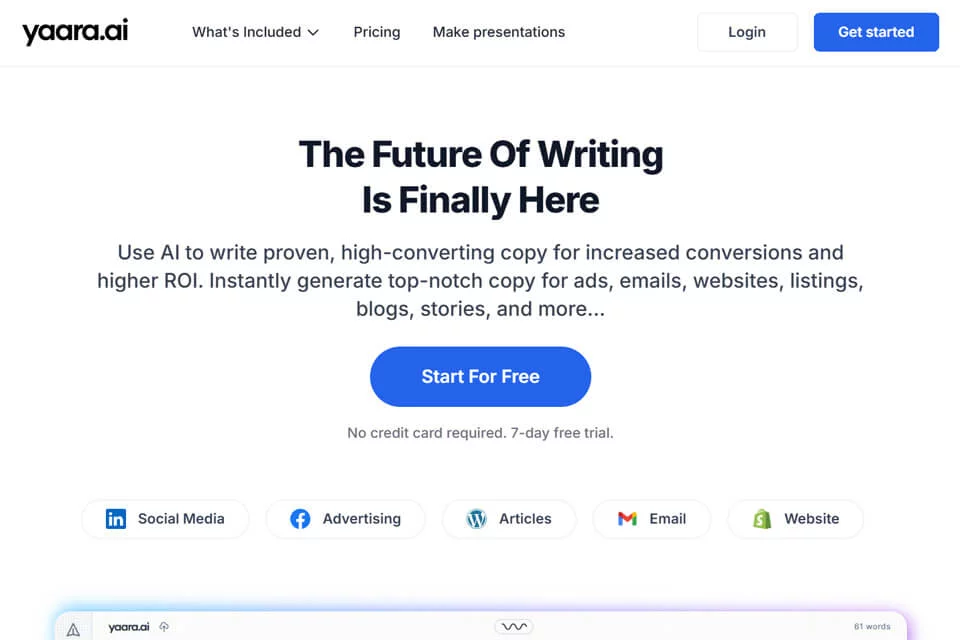 yaara.ai
What's Included
Pricing
Make presentations
Login
Get started
The Future Of Writing
Is Finally Here
Use AI to write proven, high-converting copy for increased conversions and
higher ROI. Instantly generate top-notch copy for ads, emails, websites, listings,
blogs, stories, and more...
Start For Free
No credit card required. 7-day free trial.
Social Media
Advertising
Articles
Email
Website
yaara.ai
61 words